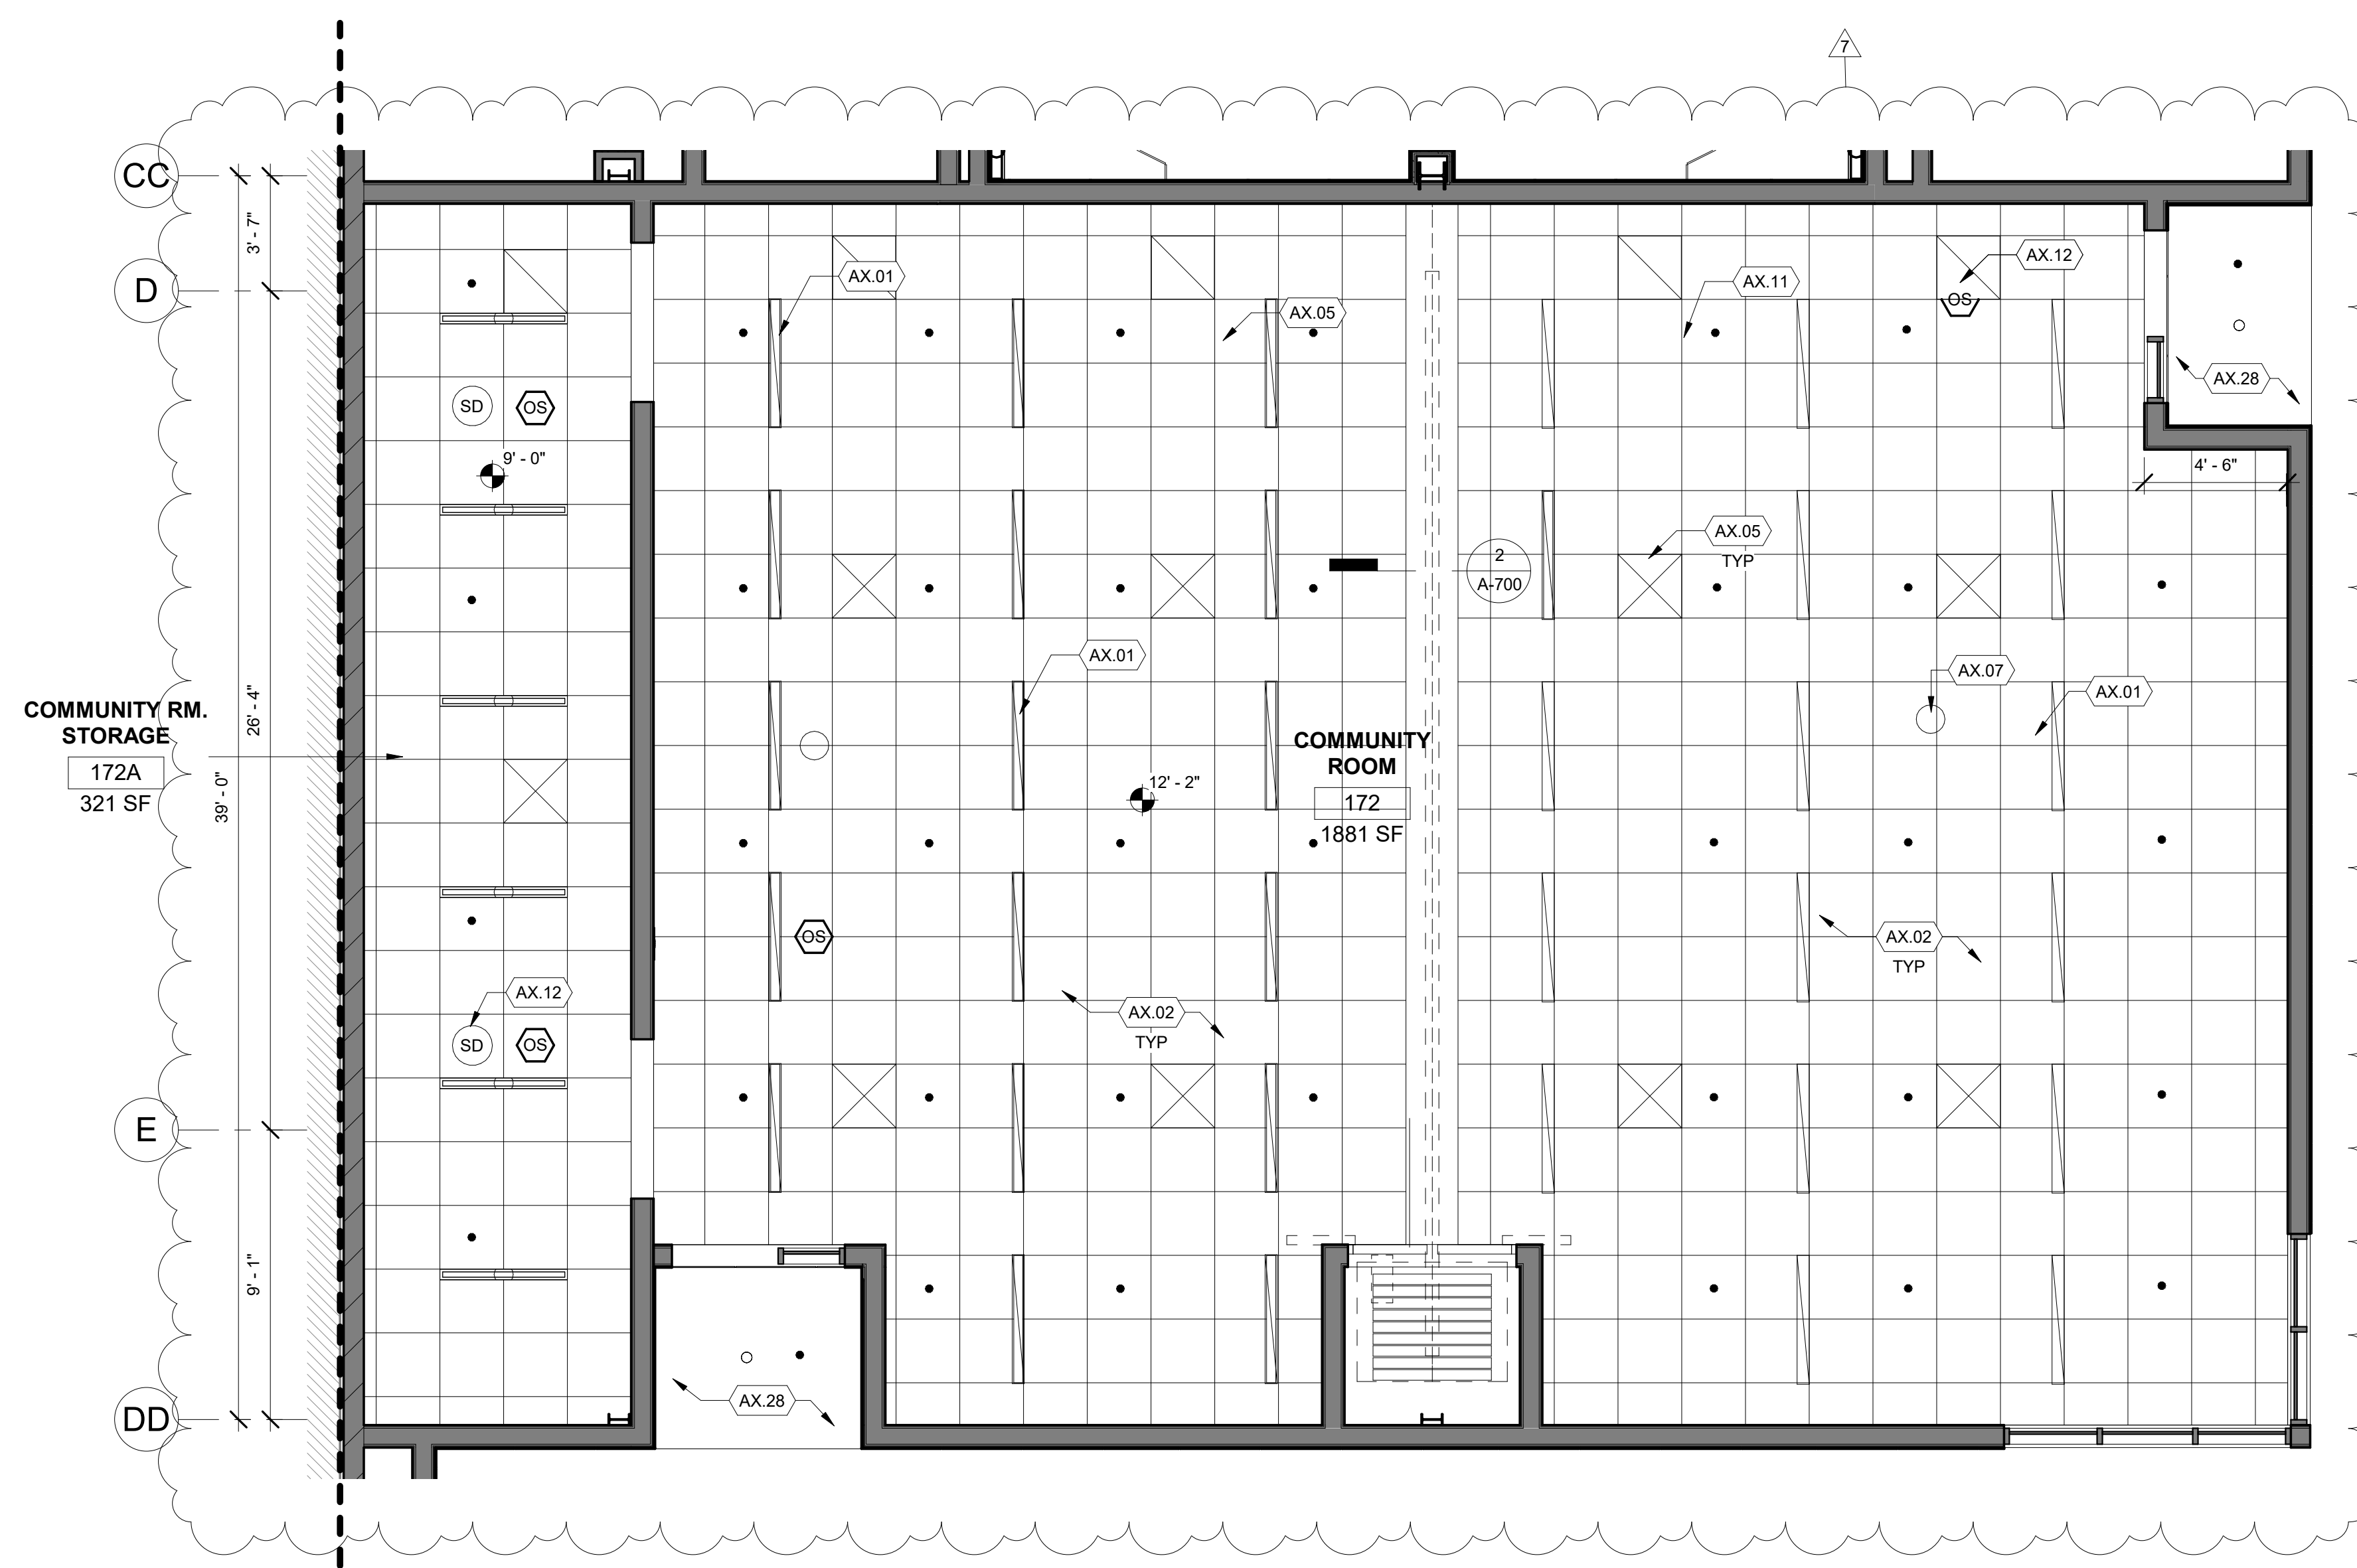 7
CC
3' - 7"
D
AX.01
AX.05
AX.11
AX.12
OS
AX.28
SD
OS
9' - 0"
4' - 6"
AX.05
TYP
2
A-700
26' - 4"
39' - 0"
COMMUNITY RM.
STORAGE
172A
321 SF
AX.01
AX.07
AX.01
COMMUNITY
ROOM
172
1881 SF
12' - 2"
OS
AX.02
TYP
AX.12
SD
OS
AX.02
TYP
E
9' - 1"
AX.28
DD